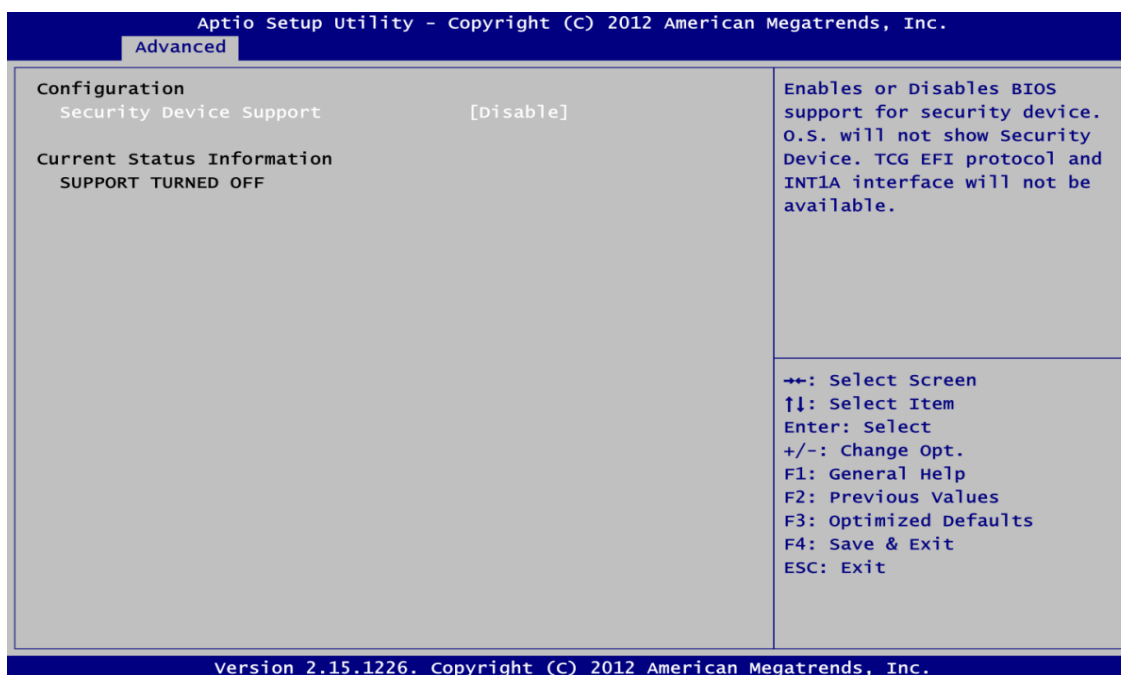 Aptio Setup Utility – Copyright (C) 2012 American Megatrends, Inc.
Advanced
Configuration
Security Device Support [Disable]
Current Status Information
SUPPORT TURNED OFF
Enables or Disables BIOS
support for security device.
O.S. will not show Security
Device. TCG EFI protocol and
INT1A interface will not be
available.
→←: Select Screen
↑↓: Select Item
Enter: Select
+/-: Change Opt.
F1: General Help
F2: Previous Values
F3: Optimized Defaults
F4: Save & Exit
ESC: Exit
Version 2.15.1226. Copyright (C) 2012 American Megatrends, Inc.